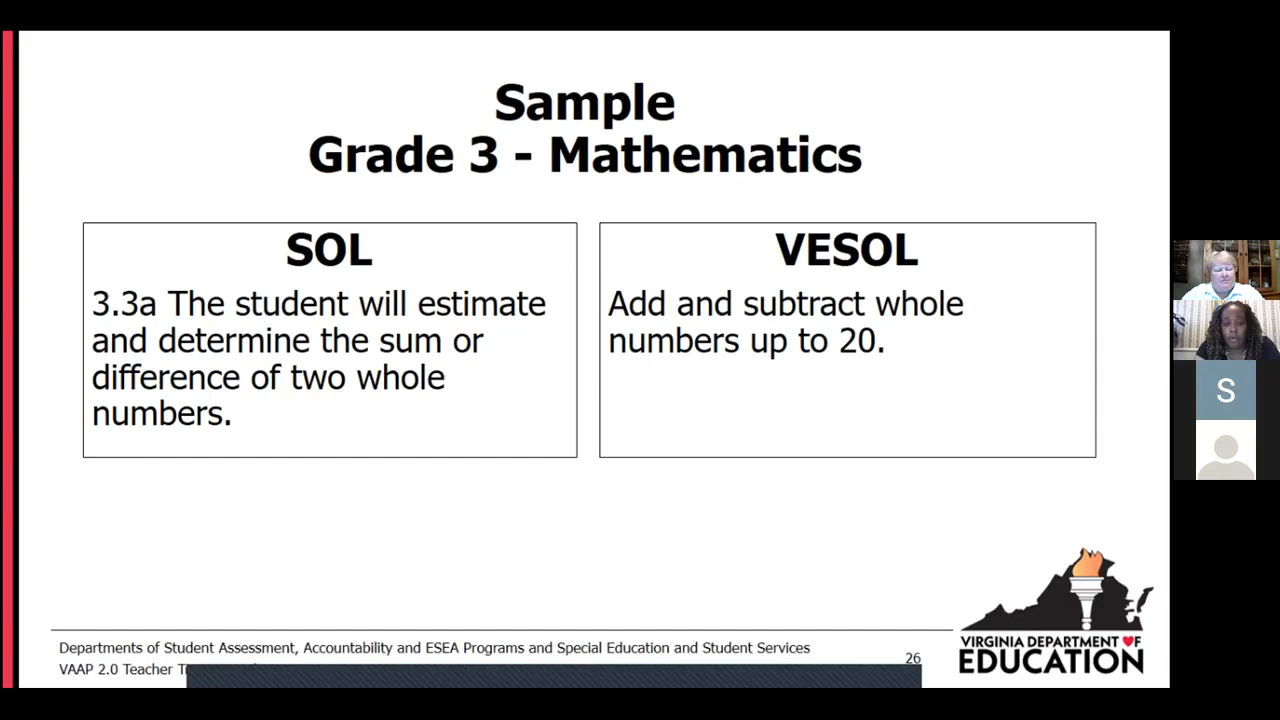 Sample
Grade 3 - Mathematics
SOL
3.3a The student will estimate
and determine the sum or
difference of two whole
numbers.
VESOL
Add and subtract whole
numbers up to 20.
S
Departments of Student Assessment, Accountability and ESEA Programs and Special Education and Student Services
VAAP 2.0 Teacher
26
VIRGINIA DEPARTMENT OF
EDUCATION